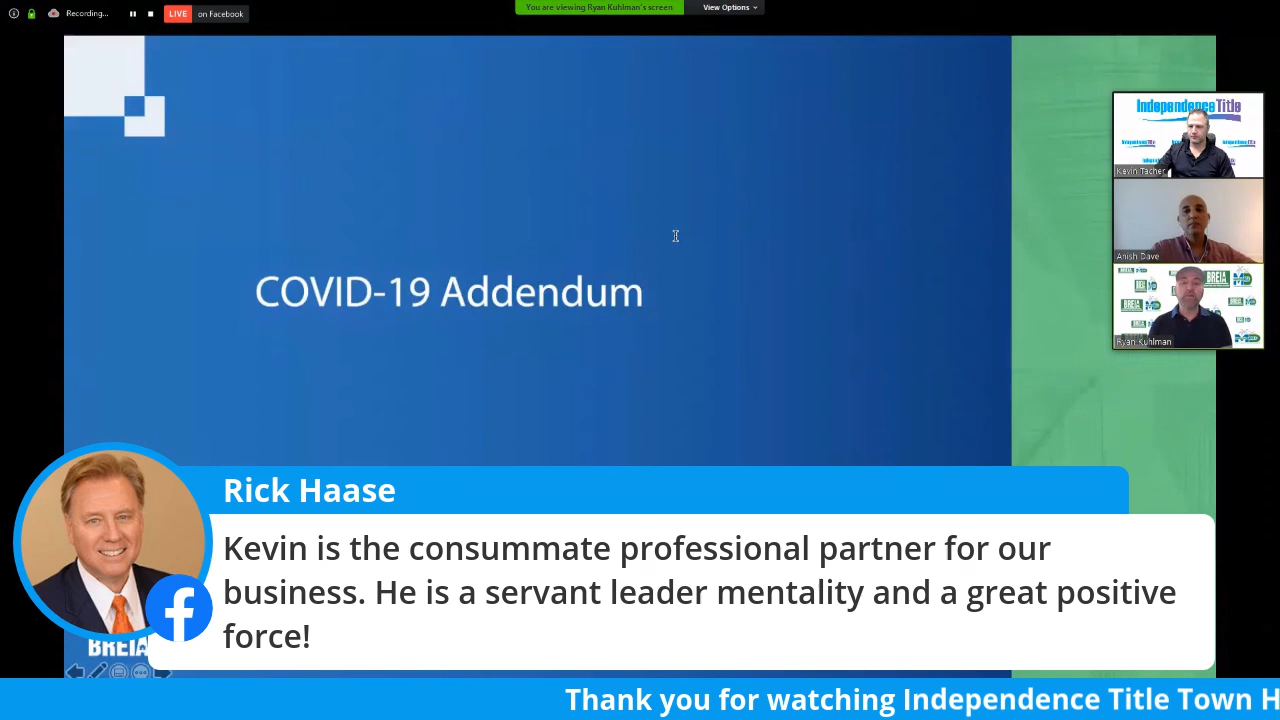 Recording...
LIVE on Facebook
You are viewing Ryan Kuhlman's screen
View Options
COVID-19 Addendum
Independence Title
Kevin Tacher
Anish Dave
BREIA
Ryan Kuhlman
Rick Haase
Kevin is the consummate professional partner for our
business. He is a servant leader mentality and a great positive
force!
BREIA
Thank you for watching Independence Title Town H